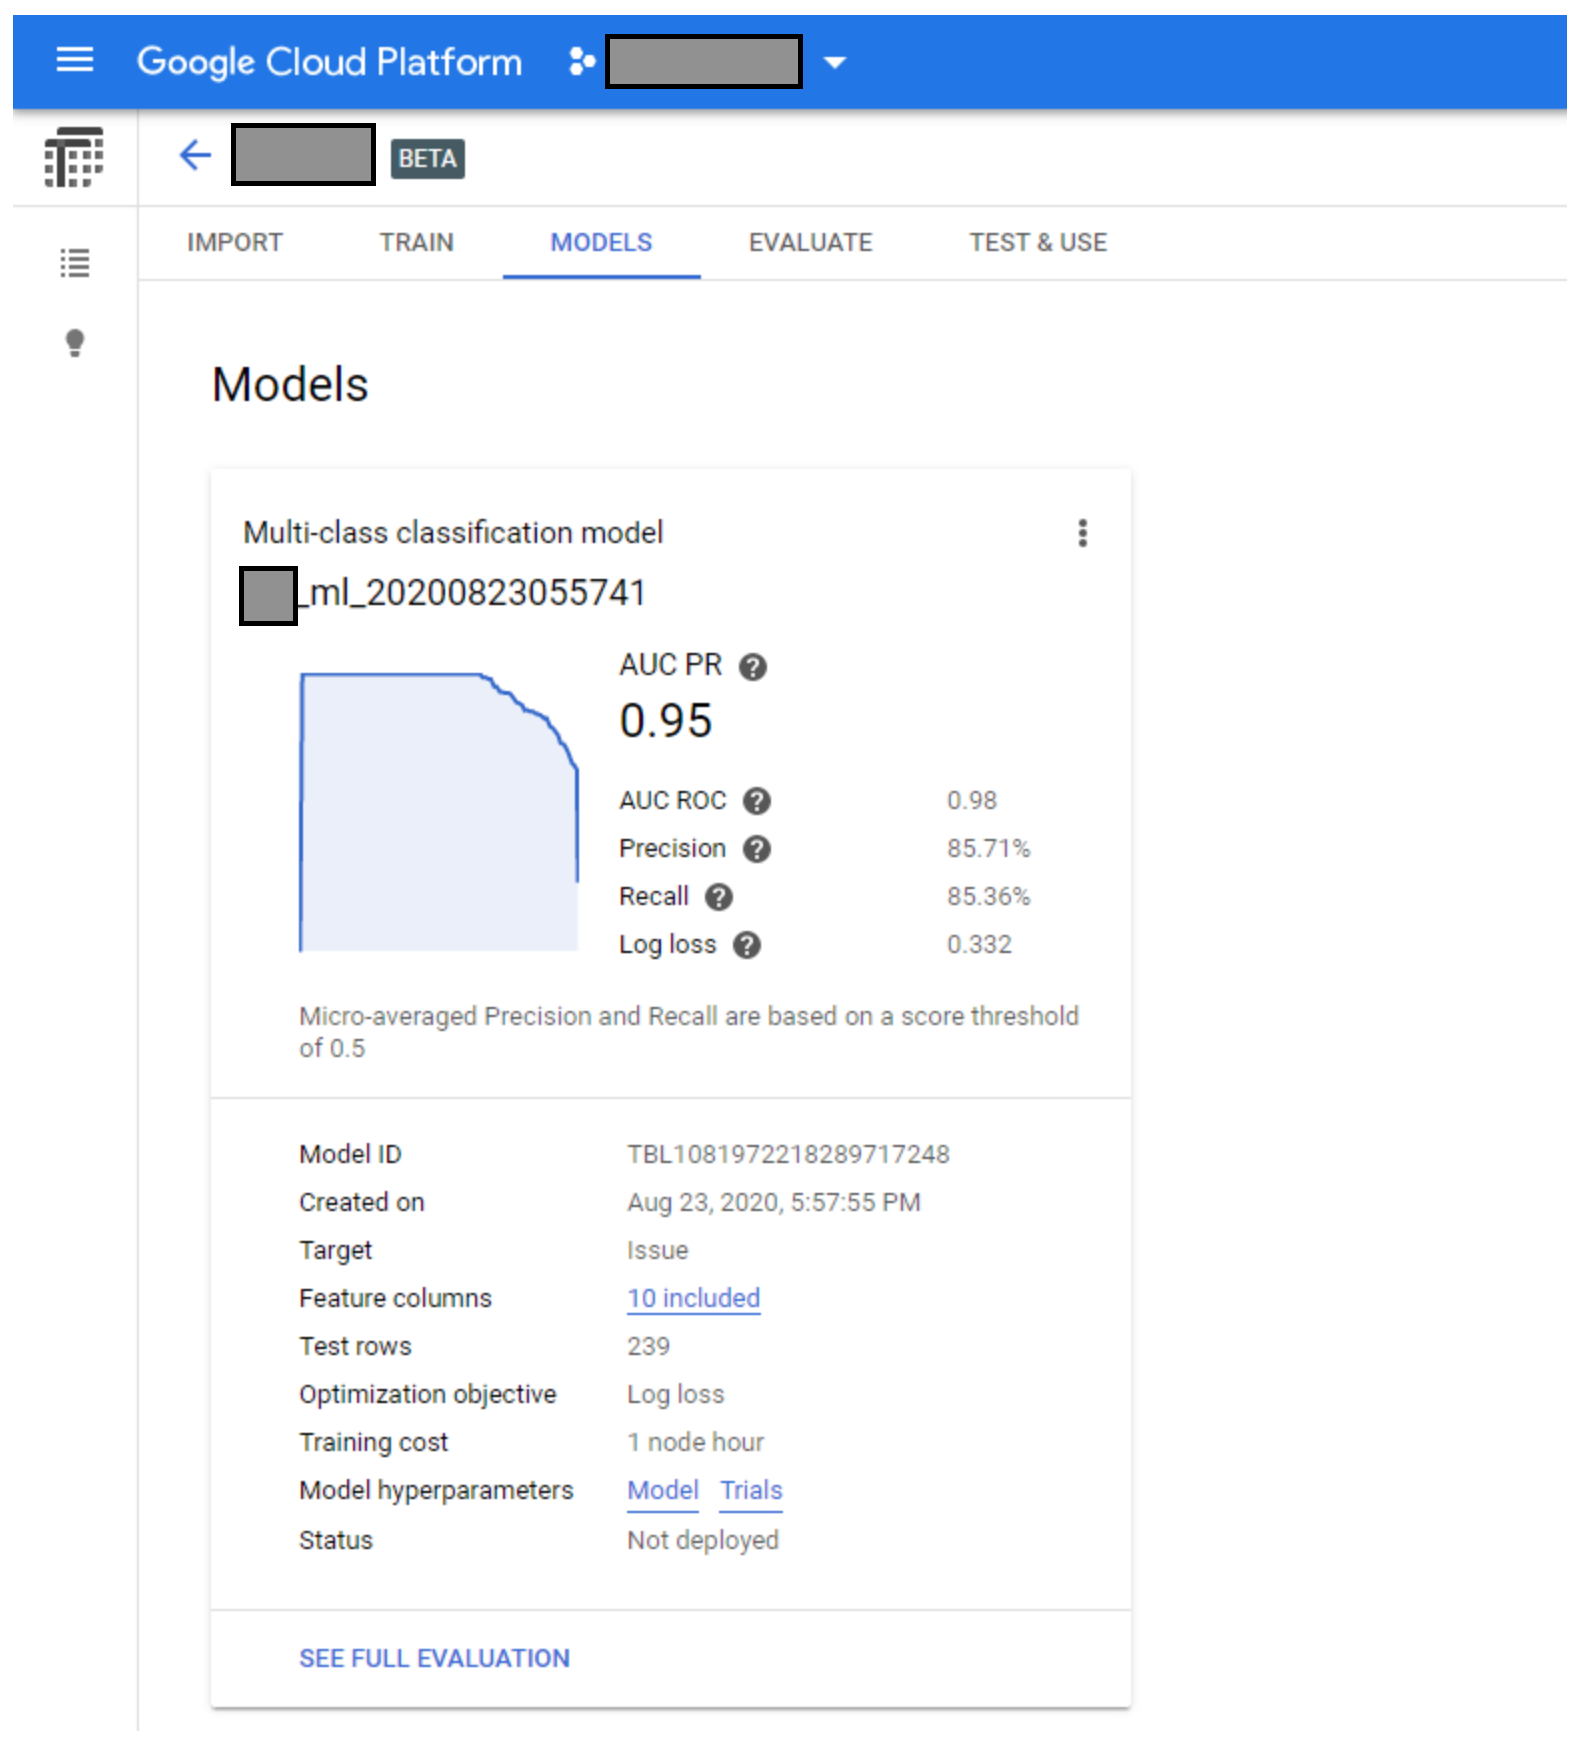 Google Cloud Platform
BETA
IMPORT TRAIN MODELS EVALUATE TEST & USE
Models
Multi-class classification model
_ml_20200823055741
AUC PR
0.95
AUC ROC 0.98
Precision 85.71%
Recall 85.36%
Log loss 0.332
Micro-averaged Precision and Recall are based on a score threshold
of 0.5
Model ID TBL1081972218289717248
Created on Aug 23, 2020, 5:57:55 PM
Target Issue
Feature columns 10 included
Test rows 239
Optimization objective Log loss
Training cost 1 node hour
Model hyperparameters Model Trials
Status Not deployed
SEE FULL EVALUATION